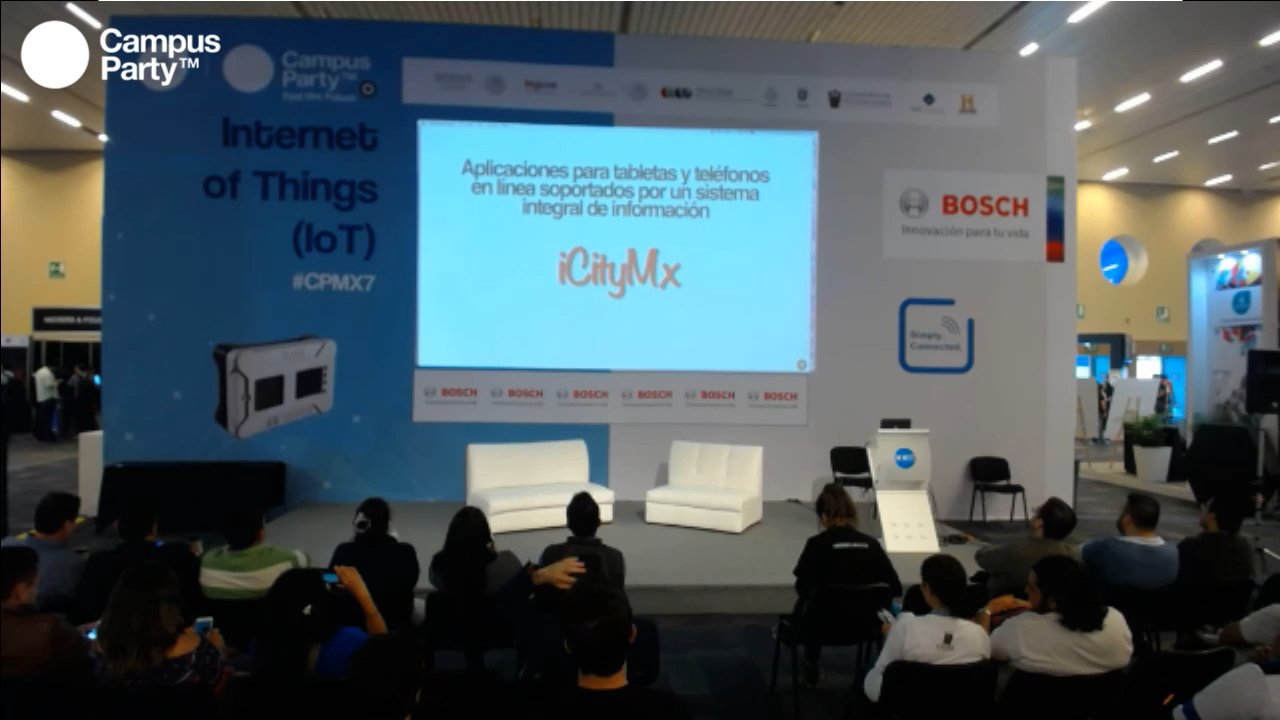 Campus
Party™
Campus
Party™
Internet
of Things
(IoT)
#CPMX7
Aplicaciones para tabletas y teléfonos
en línea soportados por un sistema
integral de información
iCityMx
BOSCH
Innovación para tu vida
Simply.
Connected.
BOSCH BOSCH BOSCH BOSCH BOSCH BOSCH